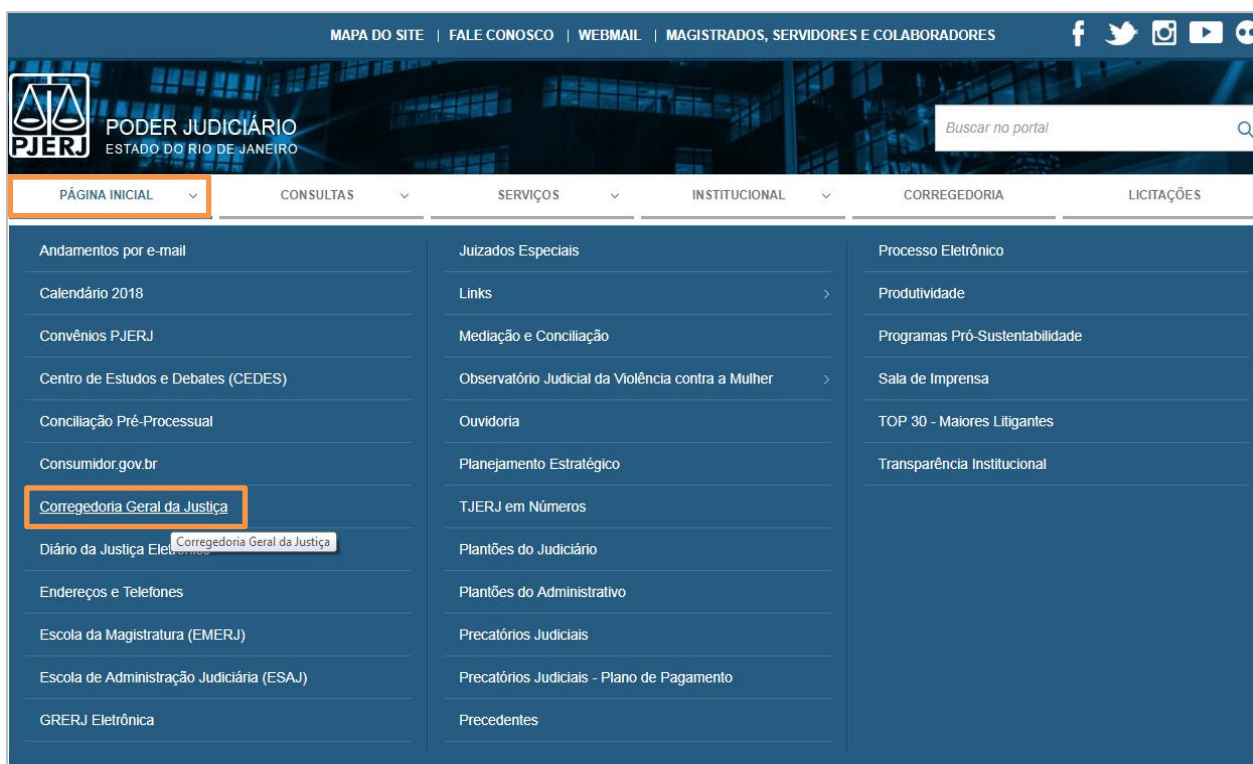 MAPA DO SITE | FALE CONOSCO | WEBMAIL | MAGISTRADOS, SERVIDORES E COLABORADORES
PJERJ
PODER JUDICIÁRIO
ESTADO DO RIO DE JANEIRO
Buscar no portal
PÁGINA INICIAL CONSULTAS SERVIÇOS INSTITUCIONAL CORREGEDORIA LICITAÇÕES
Andamentos por e-mail
Calendário 2018
Convênios PJERJ
Centro de Estudos e Debates (CEDES)
Conciliação Pré-Processual
Consumidor.gov.br
Corregedoria Geral da Justiça
Corregedoria Geral da Justiça
Diário da Justiça
Endereços e Telefones
Escola da Magistratura (EMERJ)
Escola de Administração Judiciária (ESAJ)
GRERJ Eletrônica
Juizados Especiais
Links
Mediação e Conciliação
Observatório Judicial da Violência contra a Mulher
Ouvidoria
Planejamento Estratégico
TJERJ em Números
Plantões do Judiciário
Plantões do Administrativo
Precatórios Judiciais
Precatórios Judiciais - Plano de Pagamento
Precedentes
Processo Eletrônico
Produtividade
Programas Pró-Sustentabilidade
Sala de Imprensa
TOP 30 - Maiores Litigantes
Transparência Institucional